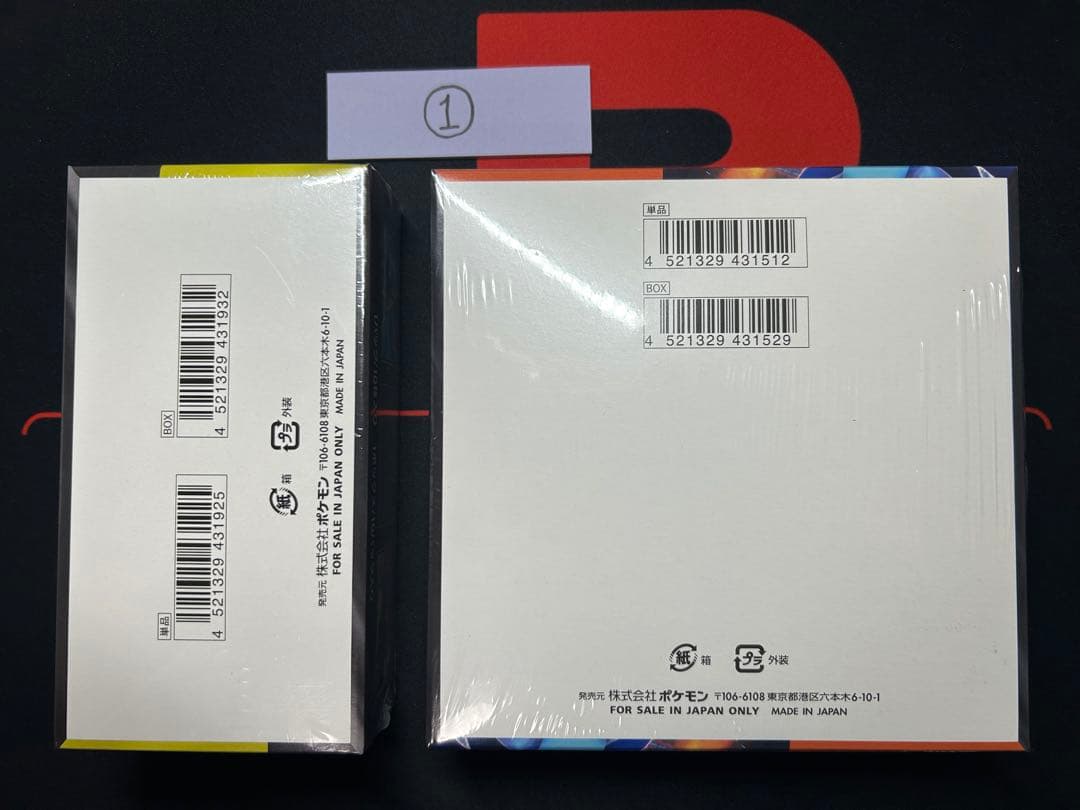 ①
BOX
4 521329 431932
単品
4 521329 431925
紙 箱
プラ 外装
発売元 株式会社ポケモン 〒106-6108 東京都港区六本木6-10-1
FOR SALE IN JAPAN ONLY MADE IN JAPAN
単品
4 521329 431512
BOX
4 521329 431529
紙 箱 プラ 外装
発売元 株式会社ポケモン 〒106-6108 東京都港区六本木6-10-1
FOR SALE IN JAPAN ONLY MADE IN JAPAN